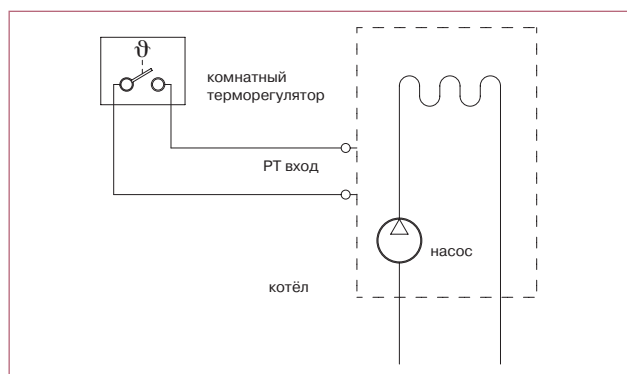 ϑ
комнатный
терморегулятор
РТ вход
насос
котёл